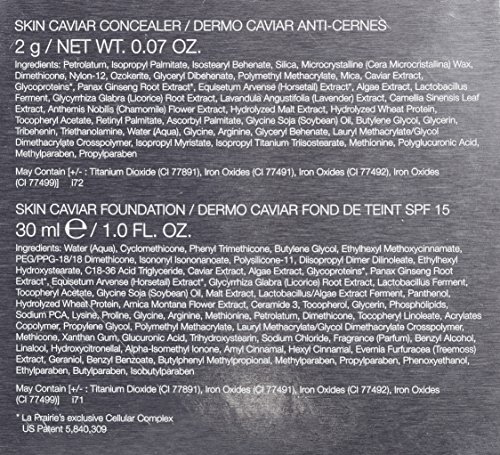 SKIN CAVIAR CONCEALER / DERMO CAVIAR ANTI-CERNES
2 g / NET WT. 0.07 OZ.
Ingredients: Petrolatum, Isopropyl Palmitate, Isostearyl Behenate, Silica, Microcrystalline (Cera Microcristallina) Wax,
Dimethicone, Nylon-12, Ozokerite, Glyceryl Dibehenate, Polymethyl Methacrylate, Mica, Caviar Extract,
Glycoproteins*, Panax Ginseng Root Extract*, Equisetum Arvense (Horsetail) Extract*, Algae Extract, Lactobacillus
Ferment, Glycyrrhiza Glabra (Licorice) Root Extract, Lavandula Angustifolia (Lavender) Extract, Camellia Sinensis Leaf
Extract, Anthemis Nobilis (Chamomile) Flower Extract, Hydrolyzed Wheat Protein,
Tocopheryl Acetate, Retinyl Palmitate, Ascorbyl Palmitate, Glycine Soja (Soybean) Oil, Butylene Glycol, Glycerin,
Tribehenin, Triethanolamine, Water (Aqua), Glycine, Arginine, Glyceryl Behenate, Lauryl Methacrylate/Glycol
Dimethacrylate Crosspolymer, Isopropyl Myristate, Isopropyl Titanium Triisostearate, Methionine, Polyglucuronic Acid,
Methylparaben, Propylparaben
May Contain [+/- : Titanium Dioxide (CI 77891), Iron Oxides (CI 77491), Iron Oxides (CI 77492), Iron Oxides
(CI 77499)] i72
SKIN CAVIAR FOUNDATION / DERMO CAVIAR FOND DE TEINT SPF 15
30 ml e / 1.0 FL. OZ.
Ingredients: Water (Aqua), Cyclomethicone, Phenyl Trimethicone, Butylene Glycol, Ethylhexyl Methoxycinnamate,
PEG/PPG-18/18 Dimethicone, Isononyl Isononanoate, Polysilicone-11, Diisopropyl Dimer Dilinoleate, Ethylhexyl
Hydroxystearate, C18-36 Acid Triglyceride, Caviar Extract, Algae Extract, Glycoproteins*, Panax Ginseng Root
Extract*, Equisetum Arvense (Horsetail) Extract*, Glycyrrhiza Glabra (Licorice) Root Extract, Lactobacillus Ferment,
Tocopheryl Acetate, Glycine Soja (Soybean) Oil, Malt Extract, Lactobacillus/Algae Extract Ferment, Panthenol,
Hydrolyzed Wheat Protein, Arnica Montana Flower Extract, Ceramide 3, Tocopherol, Glycerin, Phospholipids,
Sodium PCA, Lysine, Proline, Glycine, Arginine, Methionine, Petrolatum, Dimethicone, Tocopheryl Linoleate, Acrylates
Copolymer, Propylene Glycol, Polymethyl Methacrylate, Lauryl Methacrylate/Glycol Dimethacrylate Crosspolymer,
Methicone, Xanthan Gum, Glucuronic Acid, Trihydroxystearin, Sodium Chloride, Fragrance (Parfum), Benzyl Alcohol,
Linalool, Hydroxycitronellal, Alpha-Isomethyl Ionone, Amyl Cinnamal, Hexyl Cinnamal, Evernia Furfuracea (Treemoss)
Extract, Geraniol, Benzyl Benzoate, Butylphenyl Methylpropional, Methylparaben, Propylparaben, Phenoxyethanol,
Ethylparaben, Butylparaben, Isobutylparaben
May Contain [+/- : Titanium Dioxide (CI 77891), Iron Oxides (CI 77491), Iron Oxides (CI 77492), Iron Oxides
(CI 77499)] i71
* La Prairie's exclusive Cellular Complex
US Patent 5,840,309